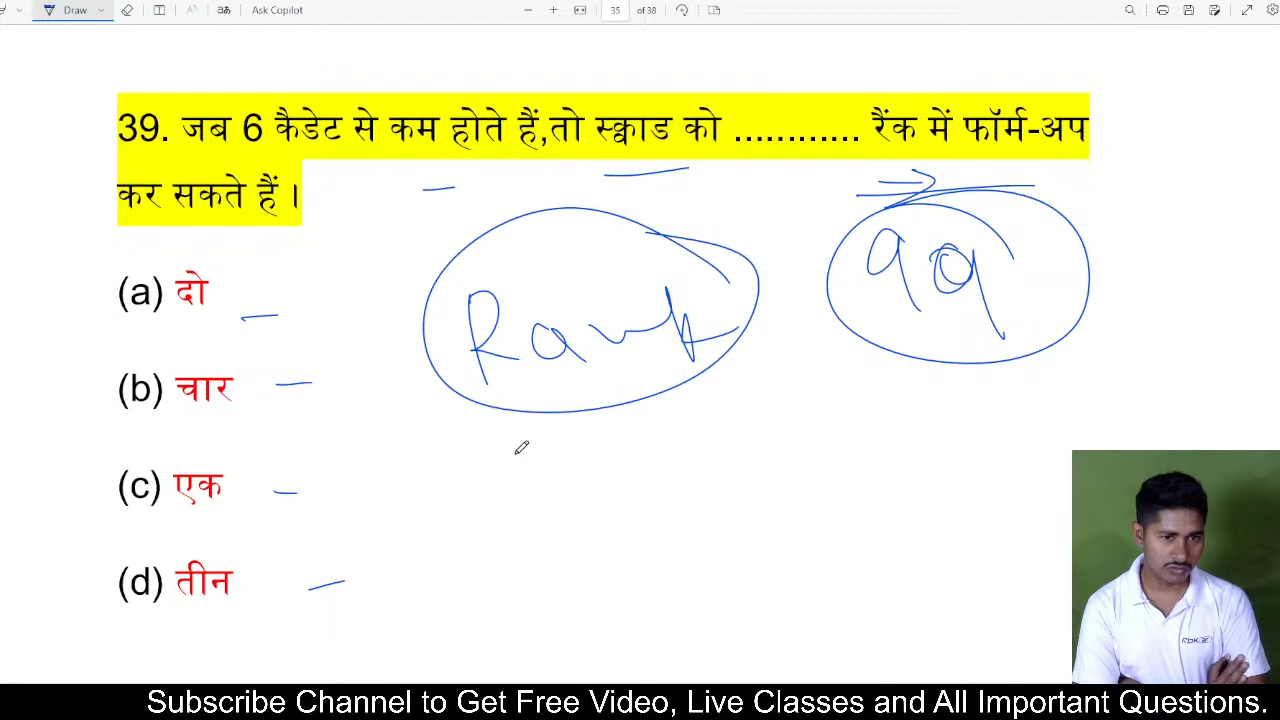 Draw
Ask Copilot
35 of 38
39. जब 6 कैडेट से कम होते हैं,तो स्क्वाड को ............ रैंक में फॉर्म-अप
कर सकते हैं ।
(a) दो
(b) चार
(c) एक
(d) तीन
Rank
Subscribe Channel to Get Free Video, Live Classes and All Important Questions.